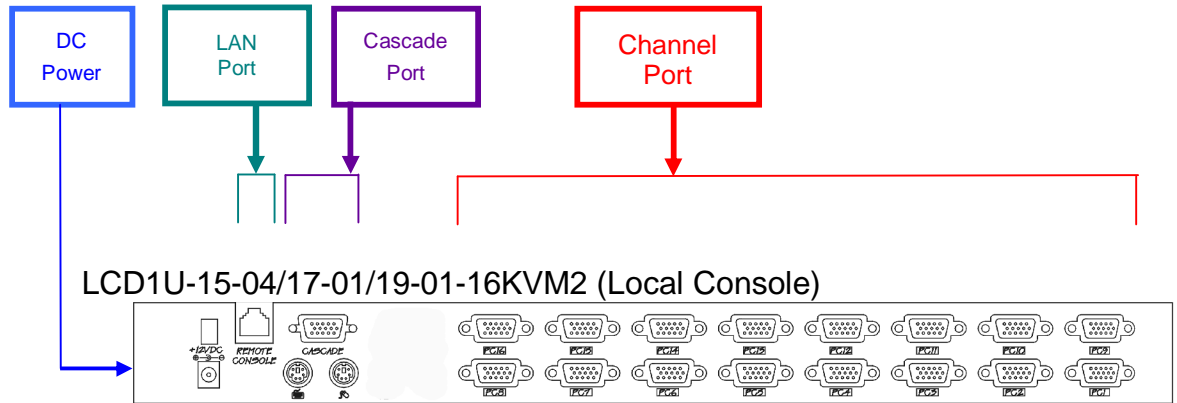 DC
Power
LAN
Port
Cascade
Port
Channel
Port
LCD1U-15-04/17-01/19-01-16KVM2 (Local Console)
+12VDC
REMOTE
CONSOLE
CASCADE
PC16 PC15 PC14 PC13 PC12 PC11 PC10 PC9
PC8 PC7 PC6 PC5 PC4 PC3 PC2 PC1